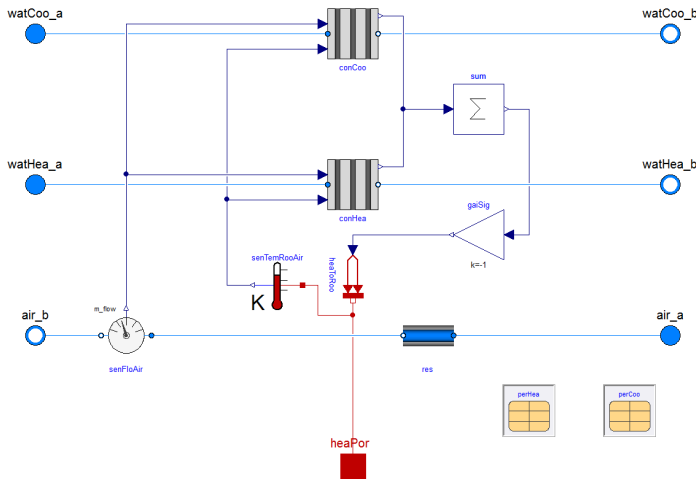 watCoo_a
watCoo_b
conCoo
sum
Σ
watHea_a
watHea_b
conHea
gaiSig
k=-1
senTemRooAir
heaToRoo
K
air_b
m_flow
air_a
senFloAir
res
perHea
perCoo
heaPor